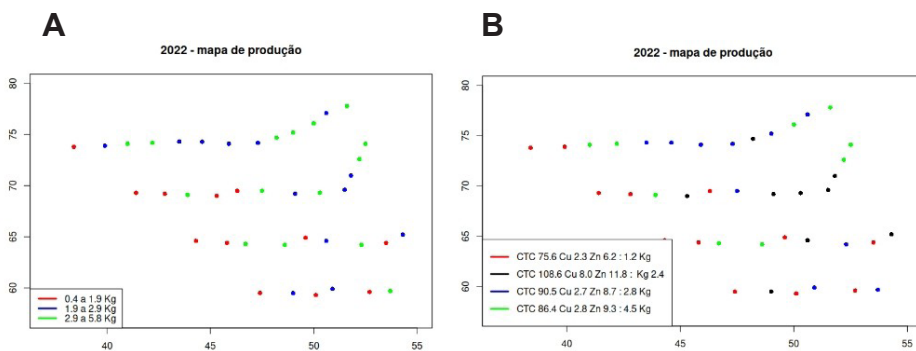 A
2022 - mapa de produção
80
75
70
65
60
0.4 a 1.9 Kg
1.9 a 2.9 Kg
2.9 a 5.8 Kg
40
45
50
55
B
2022 - mapa de produção
80
75
70
65
60
CTC 75.6 Cu 2.3 Zn 6.2 : 1.2 Kg
CTC 108.6 Cu 8.0 Zn 11.8 : Kg 2.4
CTC 90.5 Cu 2.7 Zn 8.7 : 2.8 Kg
CTC 86.4 Cu 2.8 Zn 9.3 : 4.5 Kg
40
45
50
55